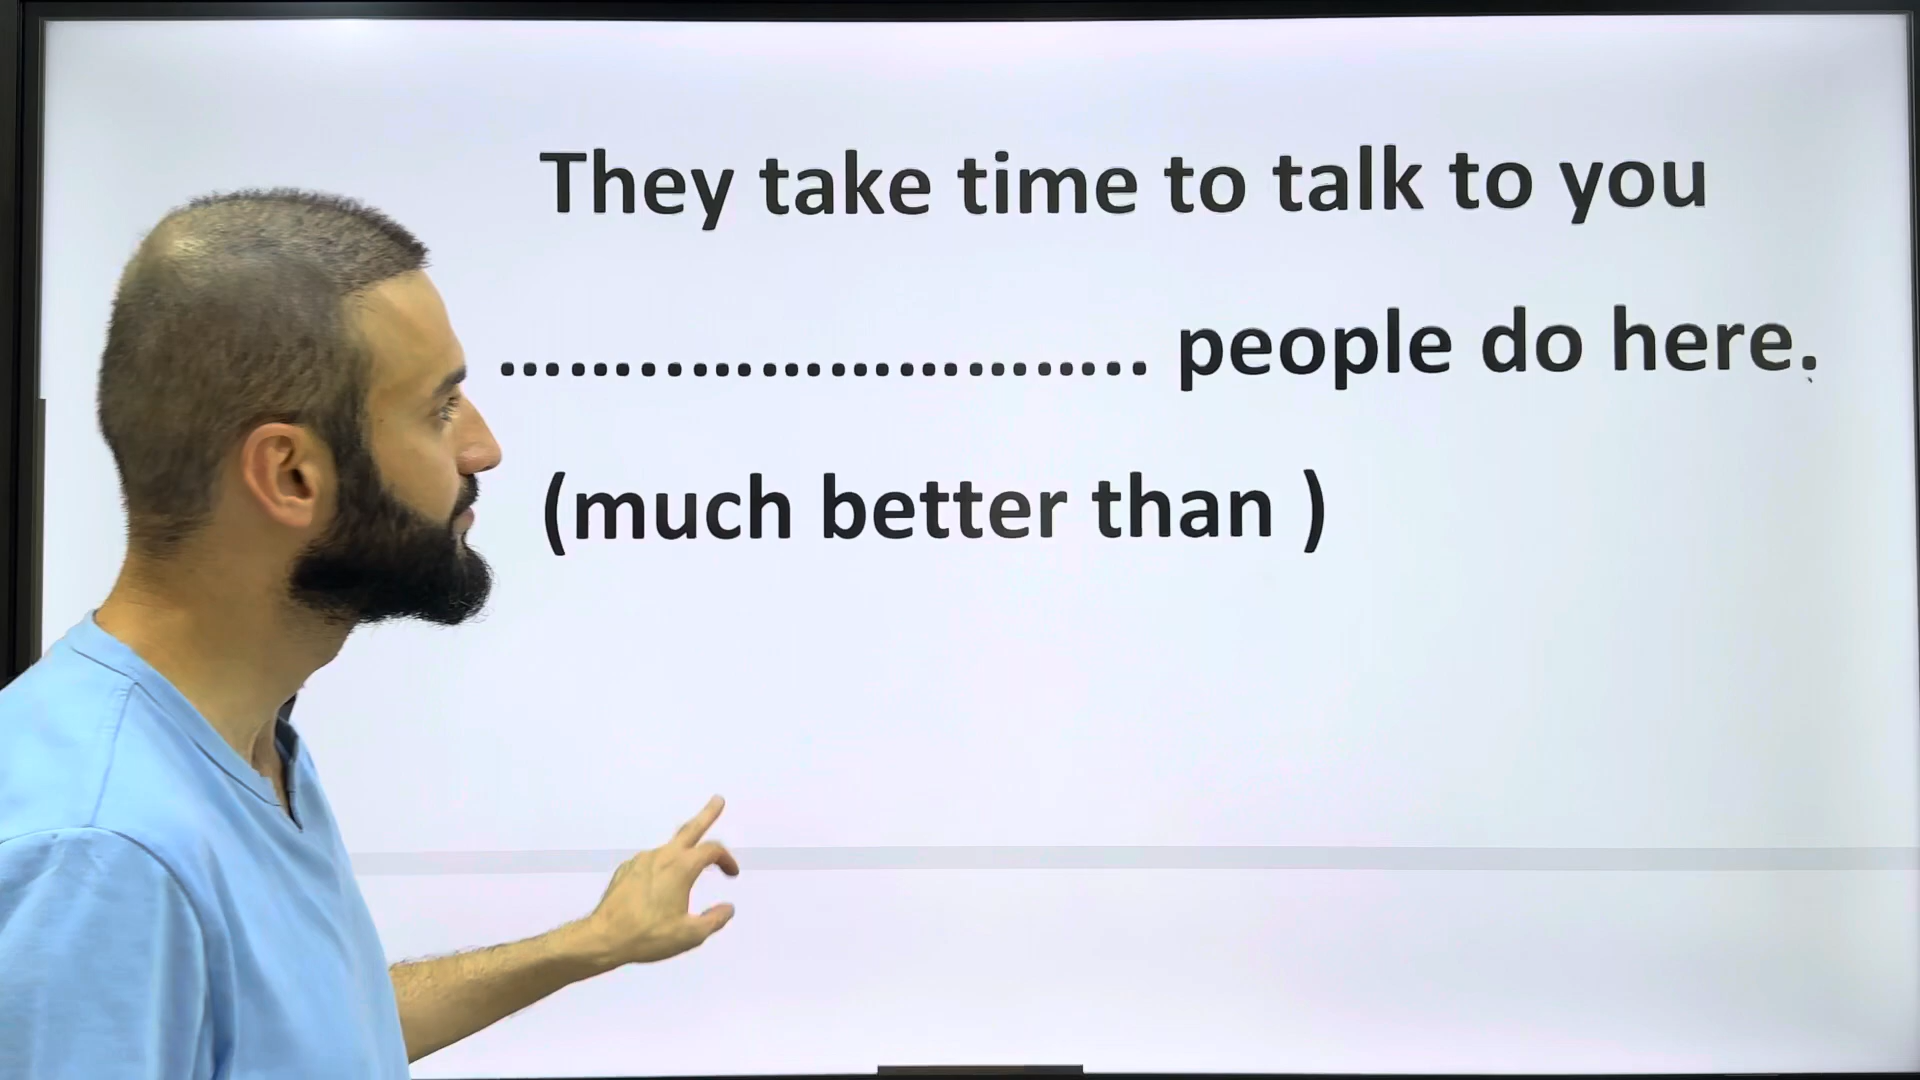 They take time to talk to you
........................... people do here.
(much better than )